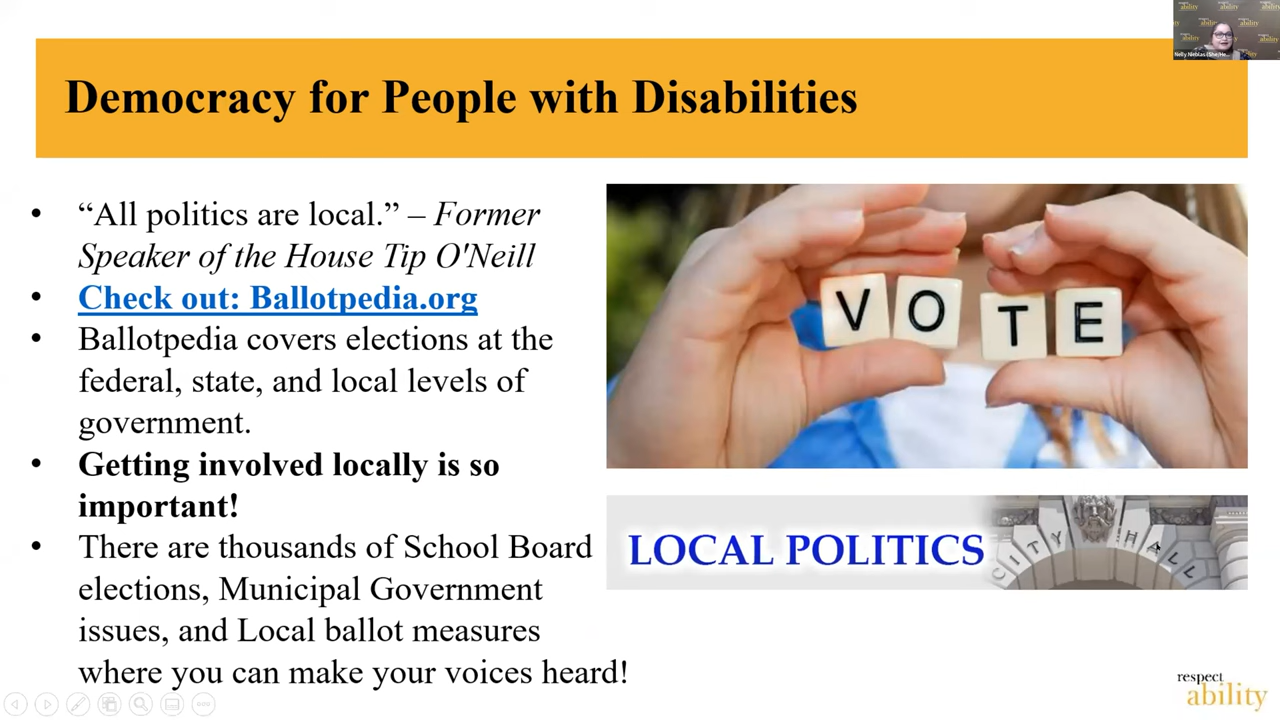 Democracy for People with Disabilities
• “All politics are local.” – Former
Speaker of the House Tip O'Neill
• Check out: Ballotpedia.org
• Ballotpedia covers elections at the
federal, state, and local levels of
government.
• Getting involved locally is so
important!
• There are thousands of School Board
elections, Municipal Government
issues, and Local ballot measures
where you can make your voices heard!
VOTE
LOCAL POLITICS
CITY HALL
respect
ability